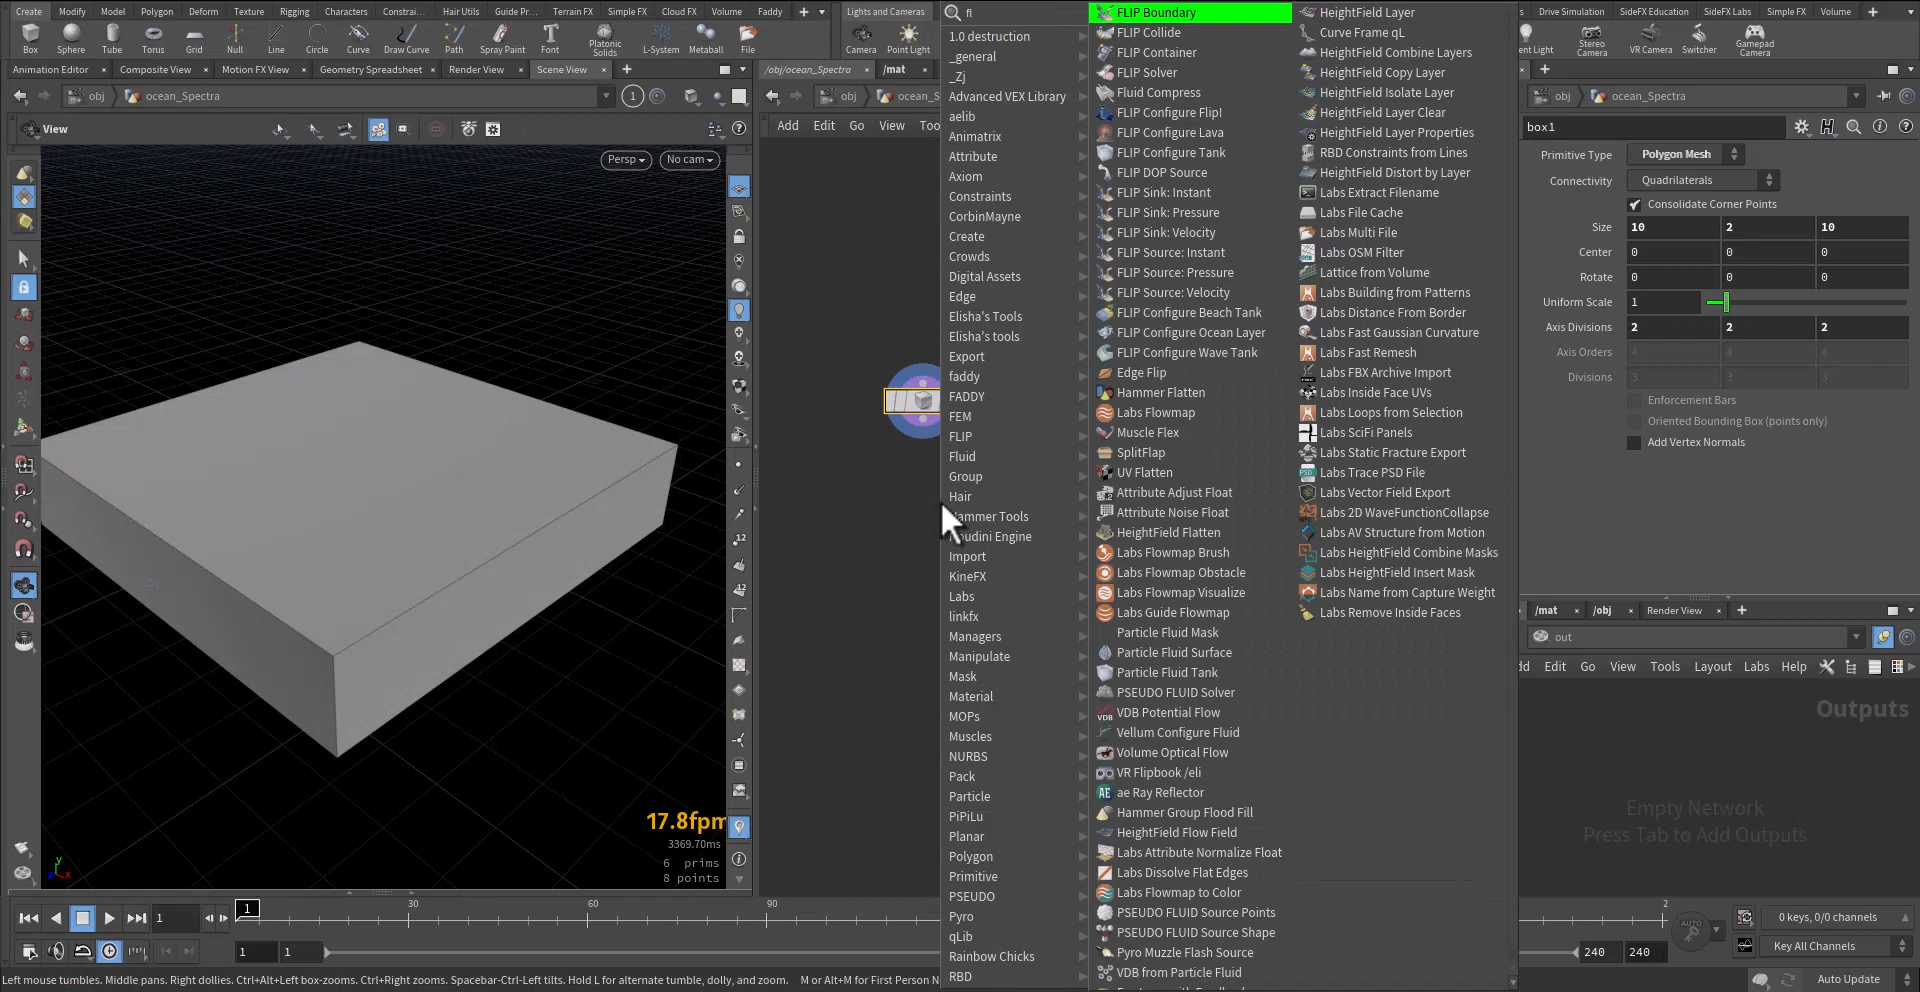 Create Modify Model Polygon Deform Texture Rigging Characters Constrai... Hair Utils Guide Pr... Terrain FX Simple FX Cloud FX Volume Faddy
Box Sphere Tube Torus Grid Null Line Circle Curve Draw Curve Path Spray Paint Font Platonic Solids L-System Metaball File
Lights and Cameras
Camera Point Light
Drive Simulation SideFX Education SideFX Labs Simple FX Volume
ent Light Stereo Camera VR Camera Switcher Gamepad Camera
Animation Editor Composite View Motion FX View Geometry Spreadsheet Render View Scene View
/obj/ocean_Spectra /mat
obj ocean_Spectra
1
obj ocean_S
View
Add Edit Go View Too
Persp No cam
17.8fpm
3369.70ms
6 prims
8 points
y
x
fl
1.0 destruction
_general
_Zj
Advanced VEX Library
aelib
Animatrix
Attribute
Axiom
Constraints
CorbinMayne
Create
Crowds
Digital Assets
Edge
Elisha's Tools
Elisha's tools
Export
faddy
FADDY
FEM
FLIP
Fluid
Group
Hair
ammer Tools
oudini Engine
Import
KineFX
Labs
linkfx
Managers
Manipulate
Mask
Material
MOPs
Muscles
NURBS
Pack
Particle
PiPiLu
Planar
Polygon
Primitive
PSEUDO
Pyro
qLib
Rainbow Chicks
RBD
FLIP Boundary
FLIP Collide
FLIP Container
FLIP Solver
Fluid Compress
FLIP Configure Flip!
FLIP Configure Lava
FLIP Configure Tank
FLIP DOP Source
FLIP Sink: Instant
FLIP Sink: Pressure
FLIP Sink: Velocity
FLIP Source: Instant
FLIP Source: Pressure
FLIP Source: Velocity
FLIP Configure Beach Tank
FLIP Configure Ocean Layer
FLIP Configure Wave Tank
Edge Flip
Hammer Flatten
Labs Flowmap
Muscle Flex
SplitFlap
UV Flatten
Attribute Adjust Float
Attribute Noise Float
HeightField Flatten
Labs Flowmap Brush
Labs Flowmap Obstacle
Labs Flowmap Visualize
Labs Guide Flowmap
Particle Fluid Mask
Particle Fluid Surface
Particle Fluid Tank
PSEUDO FLUID Solver
VDB Potential Flow
Vellum Configure Fluid
Volume Optical Flow
VR Flipbook /eli
ae Ray Reflector
Hammer Group Flood Fill
HeightField Flow Field
Labs Attribute Normalize Float
Labs Dissolve Flat Edges
Labs Flowmap to Color
PSEUDO FLUID Source Points
PSEUDO FLUID Source Shape
Pyro Muzzle Flash Source
VDB from Particle Fluid
HeightField Layer
Curve Frame qL
HeightField Combine Layers
HeightField Copy Layer
HeightField Isolate Layer
HeightField Layer Clear
HeightField Layer Properties
RBD Constraints from Lines
HeightField Distort by Layer
Labs Extract Filename
Labs File Cache
Labs Multi File
Labs OSM Filter
Lattice from Volume
Labs Building from Patterns
Labs Distance From Border
Labs Fast Gaussian Curvature
Labs Fast Remesh
Labs FBX Archive Import
Labs Inside Face UVs
Labs Loops from Selection
Labs SciFi Panels
Labs Static Fracture Export
Labs Trace PSD File
Labs Vector Field Export
Labs 2D WaveFunctionCollapse
Labs AV Structure from Motion
Labs HeightField Combine Masks
Labs HeightField Insert Mask
Labs Name from Capture Weight
Labs Remove Inside Faces
obj ocean_Spectra
box1
Primitive Type Polygon Mesh
Connectivity Quadrilaterals
Consolidate Corner Points
Size 10 2 10
Center 0 0 0
Rotate 0 0 0
Uniform Scale 1
Axis Divisions 2 2 2
Axis Orders 4 4 4
Divisions 3 3 3
Enforcement Bars
Oriented Bounding Box (points only)
Add Vertex Normals
/mat /obj Render View
out
dd Edit Go View Tools Layout Labs Help
Outputs
Empty Network
Press Tab to Add Outputs
1 1 30 60 90 2
AUTO
0 keys, 0/0 channels
1 1 240 240 Key All Channels
Left mouse tumbles. Middle pans. Right dollies. Ctrl+Alt+Left box-zooms. Ctrl+Right zooms. Spacebar-Ctrl-Left tilts. Hold L for alternate tumble, dolly, and zoom. M or Alt+M for First Person N
Auto Update